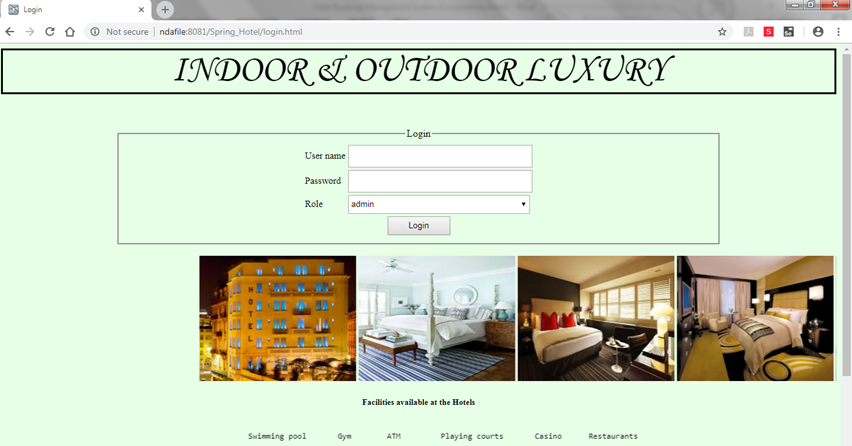 Login
Not secure | ndafile:8081/Spring_Hotel/login.html
INDOOR & OUTDOOR LUXURY
Login
User name
Password
Role admin
Login
HOTEL
Facilities available at the Hotels
Swimming pool Gym ATM Playing courts Casino Restaurants